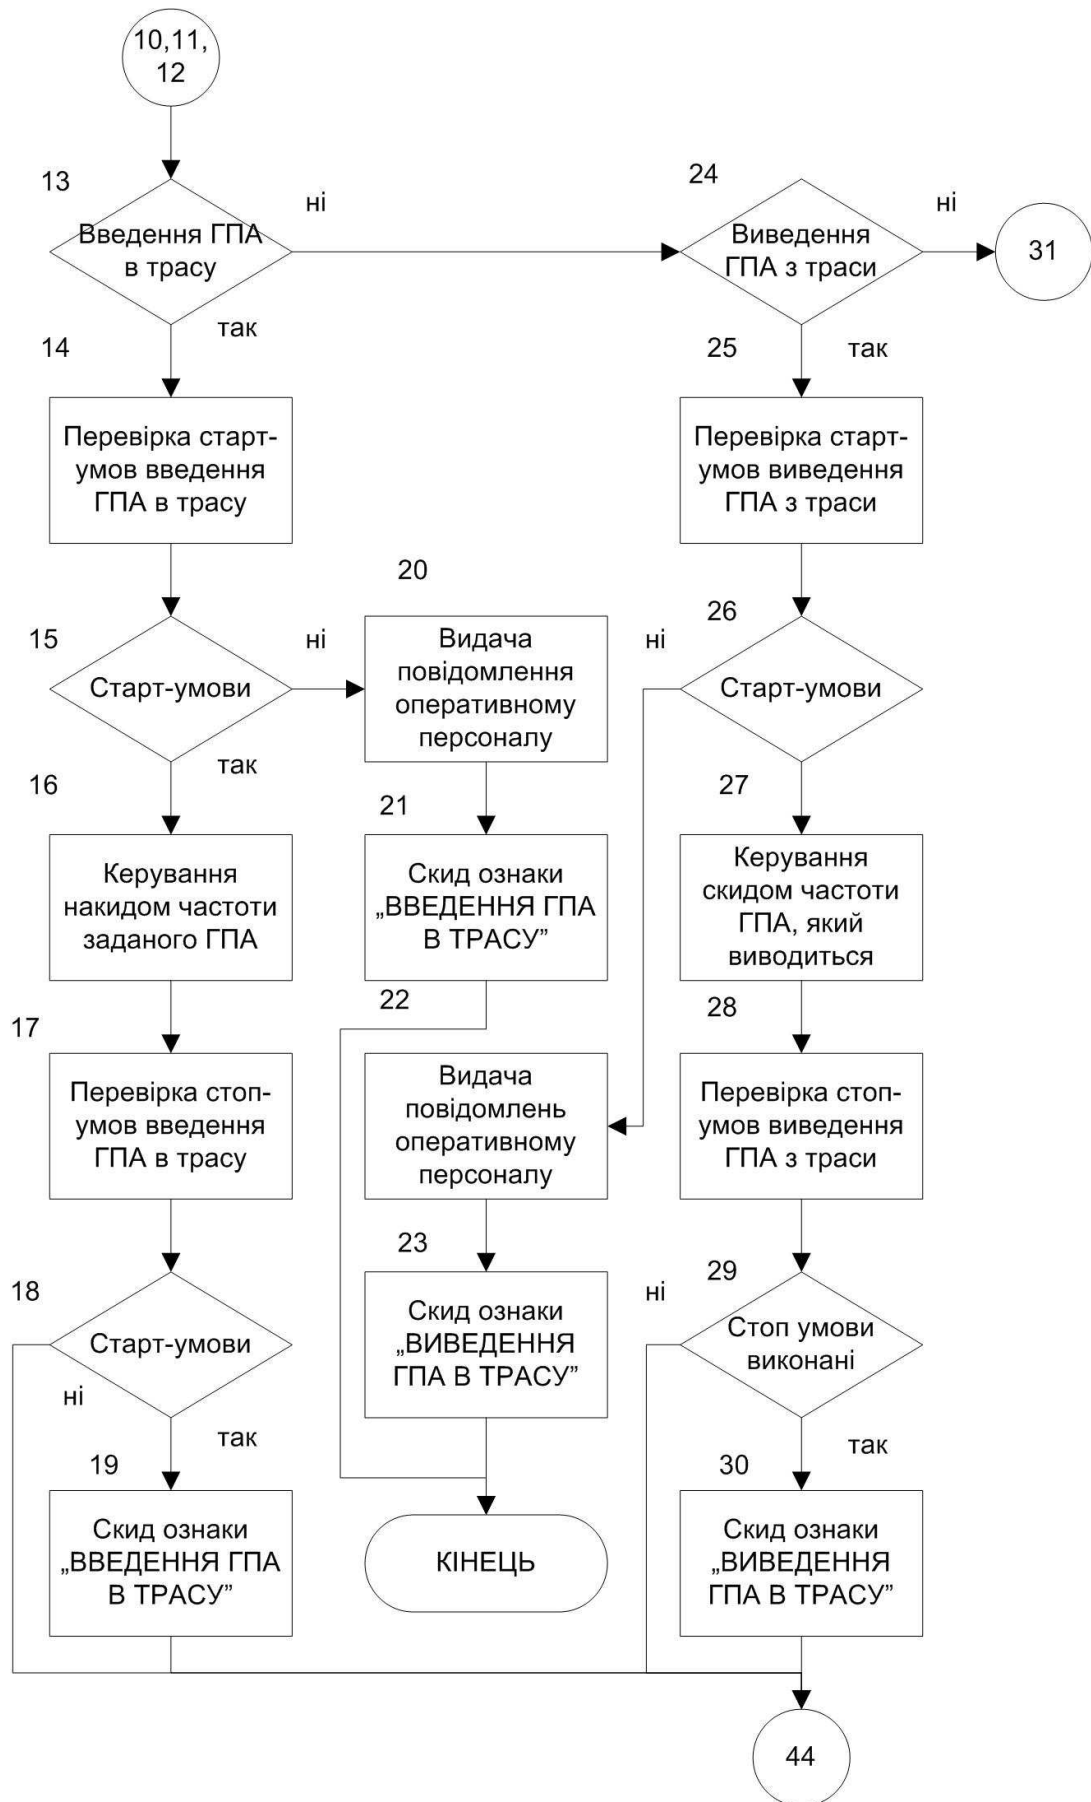 10,11,
12
13
Введення ГПА
в трасу
ні
24
Виведення
ГПА з траси
ні
31
так
14
Перевірка старт-
умов введення
ГПА в трасу
25
так
Перевірка старт-
умов виведення
ГПА з траси
15
Старт-умови
ні
так
20
Видача
повідомлення
оперативному
персоналу
26
ні
Старт-умови
16
Керування
накидом частоти
заданого ГПА
21
Скид ознаки
„ВВЕДЕННЯ ГПА
В ТРАСУ”
27
Керування
скидом частоти
ГПА, який
виводиться
17
Перевірка стоп-
умов введення
ГПА в трасу
22
Видача
повідомлень
оперативному
персоналу
28
Перевірка стоп-
умов виведення
ГПА з траси
18
Старт-умови
ні
так
23
Скид ознаки
„ВИВЕДЕННЯ
ГПА В ТРАСУ”
29
ні
Стоп умови
виконані
так
19
Скид ознаки
„ВВЕДЕННЯ ГПА
В ТРАСУ”
КІНЕЦЬ
30
Скид ознаки
„ВИВЕДЕННЯ
ГПА В ТРАСУ”
44